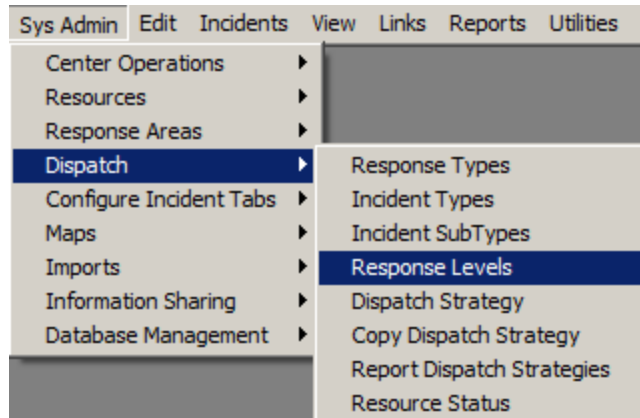 Sys Admin Edit Incidents View Links Reports Utilities
Center Operations
Resources
Response Areas
Dispatch
Configure Incident Tabs
Maps
Imports
Information Sharing
Database Management
Response Types
Incident Types
Incident SubTypes
Response Levels
Dispatch Strategy
Copy Dispatch Strategy
Report Dispatch Strategies
Resource Status